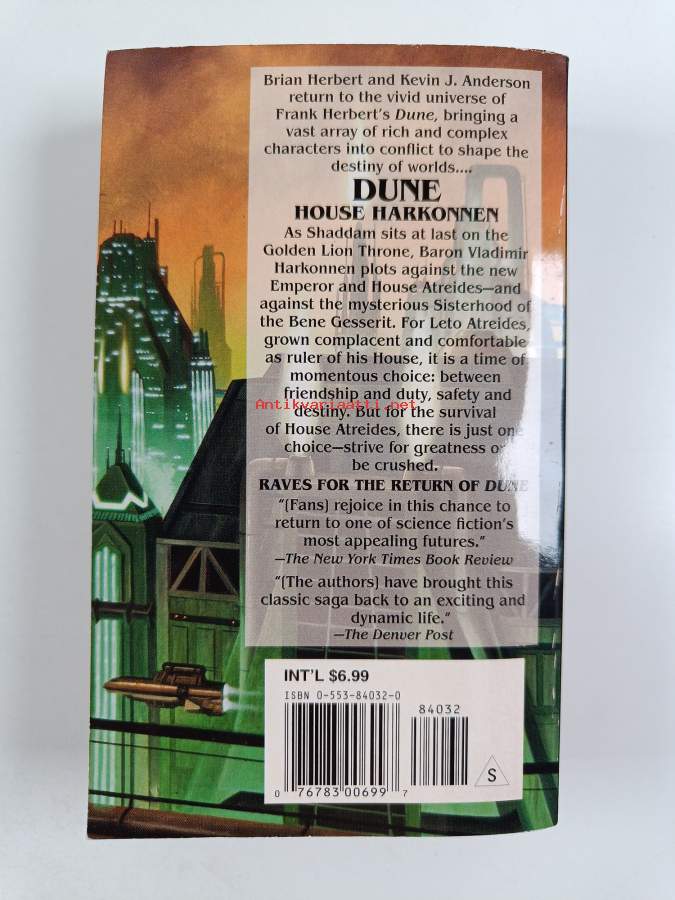 Brian Herbert and Kevin J. Anderson
return to the vivid universe of
Frank Herbert's Dune, bringing a
vast array of rich and complex
characters into conflict to shape the
destiny of worlds....
DUNE
HOUSE HARKONNEN
As Shaddam sits at last on the
Golden Lion Throne, Baron Vladimir
Harkonnen plots against the new
Emperor and House Atreides—and
against the mysterious Sisterhood of
the Bene Gesserit. For Leto Atreides,
grown complacent and comfortable
as ruler of his House, it is a time of
momentous choice: between
friendship and duty, safety and
Antikvariaatti.net
destiny. But for the survival
of House Atreides, there is just one
choice—strive for greatness or
be crushed.
RAVES FOR THE RETURN OF DUNE
"(Fans) rejoice in this chance to
return to one of science fiction's
most appealing futures."
—The New York Times Book Review
"(The authors) have brought this
classic saga back to an exciting and
dynamic life."
—The Denver Post
INT'L $6.99
ISBN 0-553-84032-0
84032
S
0 76783 00699 7